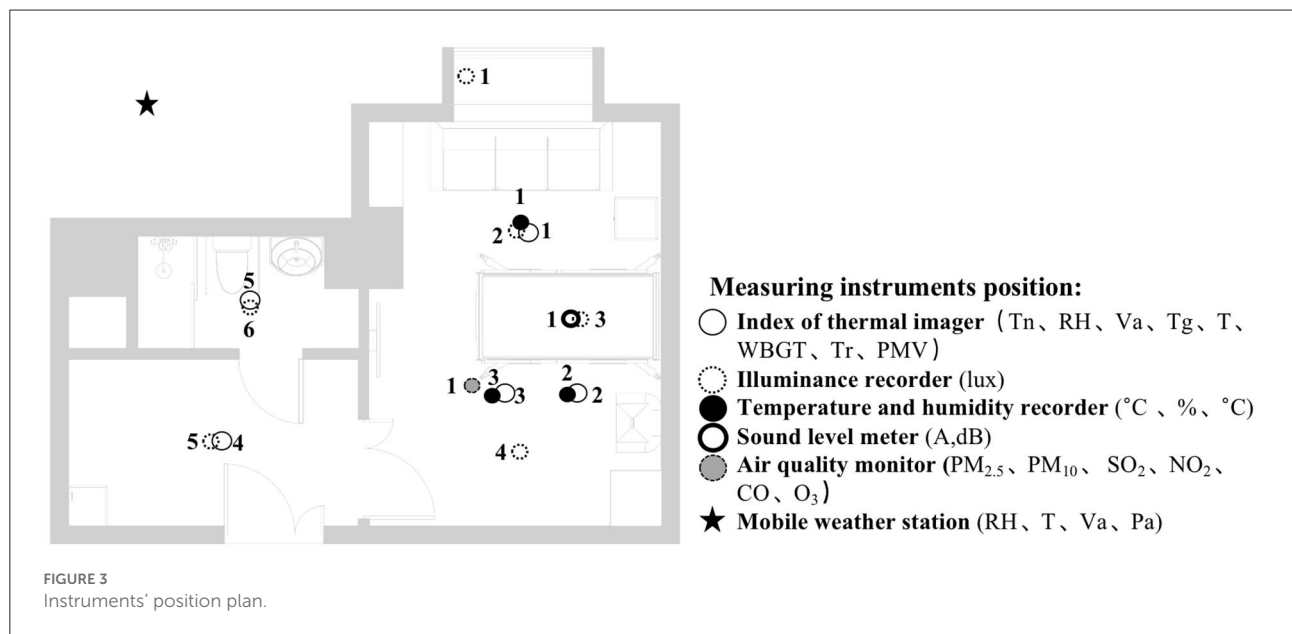 1
1
2 1
5
6
1 3
1 3 2
3 2
5 4
4
Measuring instruments position:
Index of thermal imager (Tn、RH、Va、Tg、T、
WBGT、Tr、PMV)
Illuminance recorder (lux)
Temperature and humidity recorder (°C 、%、°C)
Sound level meter (A,dB)
Air quality monitor (PM2.5、PM10、 SO2、NO2、
CO、O3)
Mobile weather station (RH、T、Va、Pa)
FIGURE 3
Instruments' position plan.